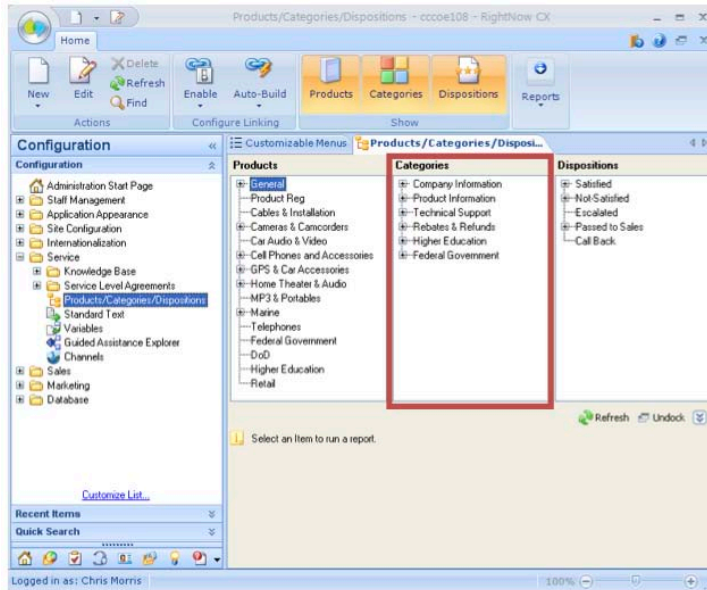 Products/Categories/Dispositions - cccoe108 - RightNow CX
Home
New
Edit
Delete
Refresh
Find
Actions
Enable
Auto-Build
Configure Linking
Products
Categories
Dispositions
Show
Reports
Configuration
Configuration
Administration Start Page
Staff Management
Application Appearance
Site Configuration
Internationalization
Service
Knowledge Base
Service Level Agreements
Products/Categories/Dispositions
Standard Text
Variables
Guided Assistance Explorer
Channels
Sales
Marketing
Database
Customize List...
Recent Items
Quick Search
Customizable Menus
Products/Categories/Disposi...
Products
General
Product Reg
Cables & Installation
Cameras & Camcorders
Car Audio & Video
Cell Phones and Accessories
GPS & Car Accessories
Home Theater & Audio
MP3 & Portables
Marine
Telephones
Federal Government
DoD
Higher Education
Retail
Categories
Company Information
Product Information
Technical Support
Rebates & Refunds
Higher Education
Federal Government
Dispositions
Satisfied
Not-Satisfied
Escalated
Passed to Sales
Call Back
Refresh
Undock
Select an Item to run a report.
Logged in as: Chris Morris
100%